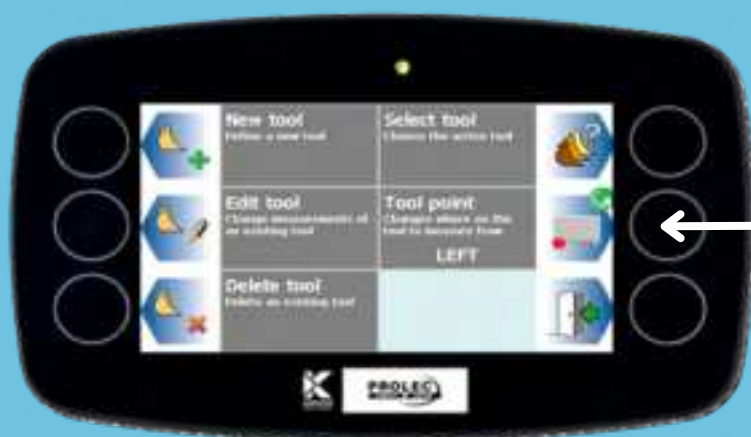 New tool
Define a new tool
Select tool
Choose the active tool
Edit tool
Change measurements of
an existing tool
Tool point
Changes where on the
tool to measure from
LEFT
Delete tool
Delete an existing tool
PROLEC